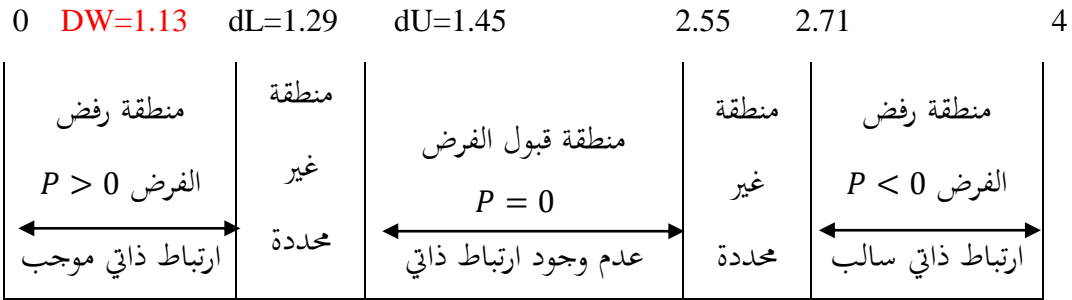 0 DW=1.13 dL=1.29 dU=1.45 2.55 2.71 4
منطقة رفض
الفرض P > 0
ارتباط ذاتي موجب
منطقة
غير
محددة
منطقة قبول الفرض
P = 0
عدم وجود ارتباط ذاتي
منطقة
غير
محددة
منطقة رفض
الفرض P < 0
ارتباط ذاتي سالب